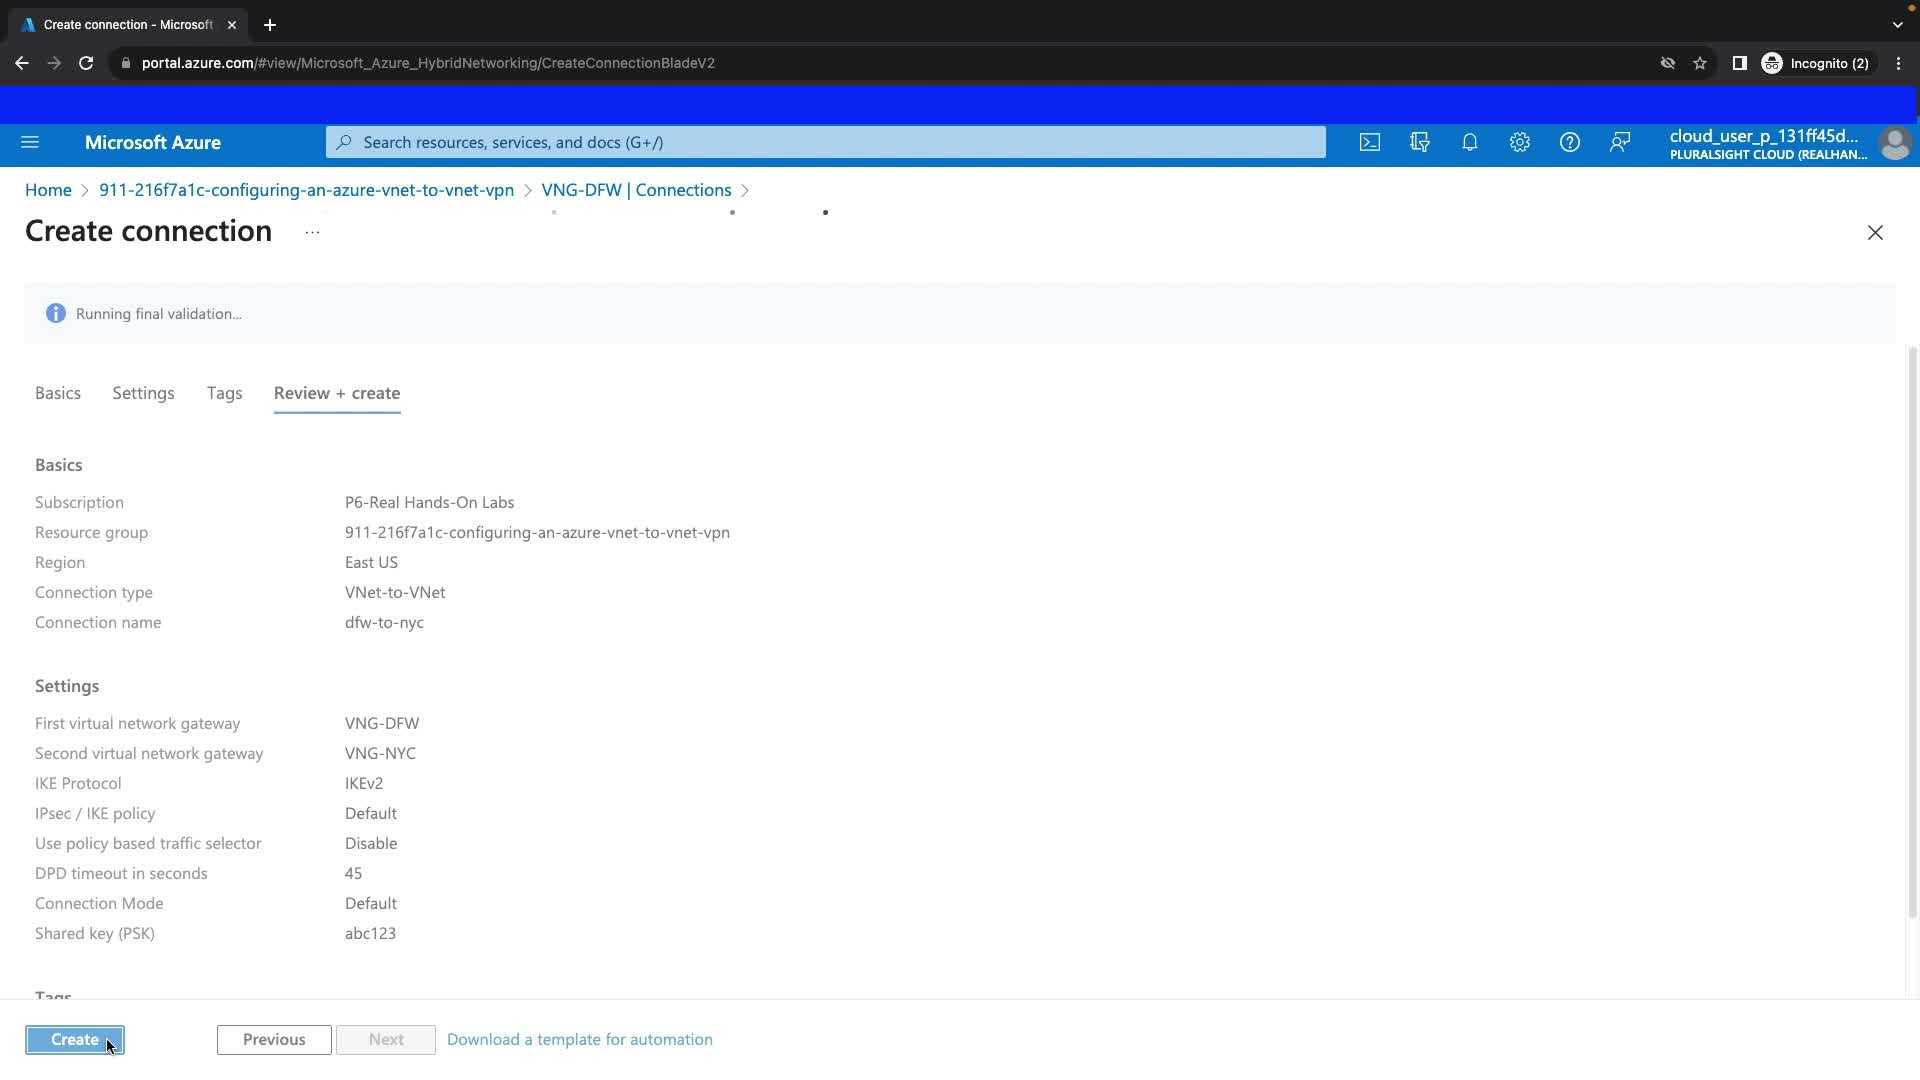 Create connection - Microsoft
portal.azure.com/#view/Microsoft_Azure_HybridNetworking/CreateConnectionBladeV2
Incognito (2)
Microsoft Azure
Search resources, services, and docs (G+/)
cloud_user_p_131ff45d...
PLURALSIGHT CLOUD (REALHAN...
Home > 911-216f7a1c-configuring-an-azure-vnet-to-vnet-vpn > VNG-DFW | Connections >
Create connection ...
Running final validation...
Basics Settings Tags Review + create
Basics
Subscription P6-Real Hands-On Labs
Resource group 911-216f7a1c-configuring-an-azure-vnet-to-vnet-vpn
Region East US
Connection type VNet-to-VNet
Connection name dfw-to-nyc
Settings
First virtual network gateway VNG-DFW
Second virtual network gateway VNG-NYC
IKE Protocol IKEv2
IPsec / IKE policy Default
Use policy based traffic selector Disable
DPD timeout in seconds 45
Connection Mode Default
Shared key (PSK) abc123
Tags
Create Previous Next Download a template for automation